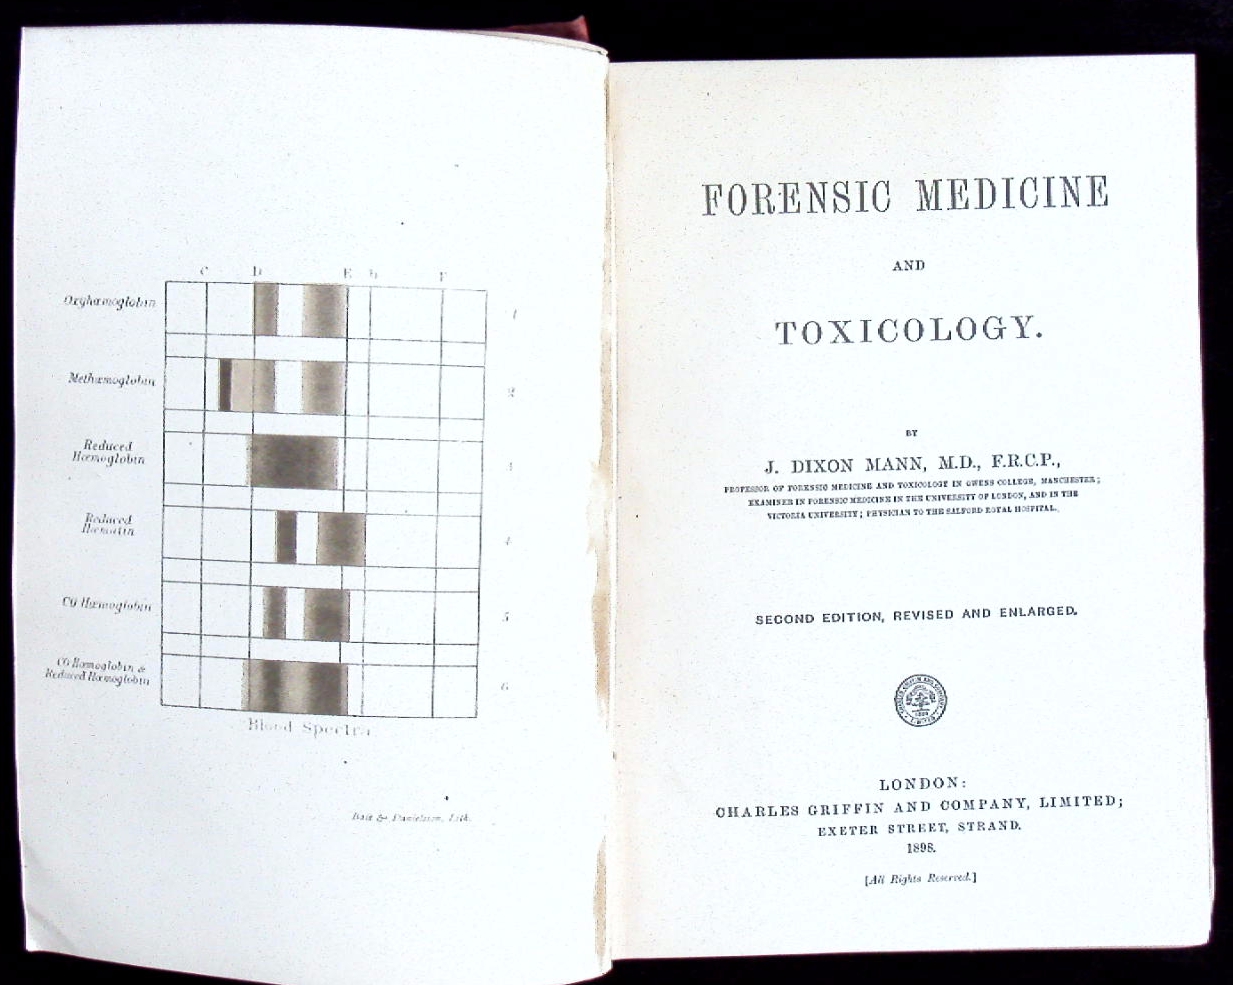 C D E b F
Oxyhæmoglobin 1
Methæmoglobin 2
Reduced
Hæmoglobin 3
Reduced
Hæmatin 4
CO Hæmoglobin 5
CO Hæmoglobin &
Reduced Hæmoglobin 6
Blood Spectra
Bale & Danielsson, Lith.
FORENSIC MEDICINE
AND
TOXICOLOGY.
BY
J. DIXON MANN, M.D., F.R.C.P.,
PROFESSOR OF FORENSIC MEDICINE AND TOXICOLOGY IN OWENS COLLEGE, MANCHESTER;
EXAMINER IN FORENSIC MEDICINE IN THE UNIVERSITY OF LONDON, AND IN THE
VICTORIA UNIVERSITY; PHYSICIAN TO THE SALFORD ROYAL HOSPITAL.
SECOND EDITION, REVISED AND ENLARGED.
LONDON:
CHARLES GRIFFIN AND COMPANY, LIMITED;
EXETER STREET, STRAND.
1898.
[All Rights Reserved.]